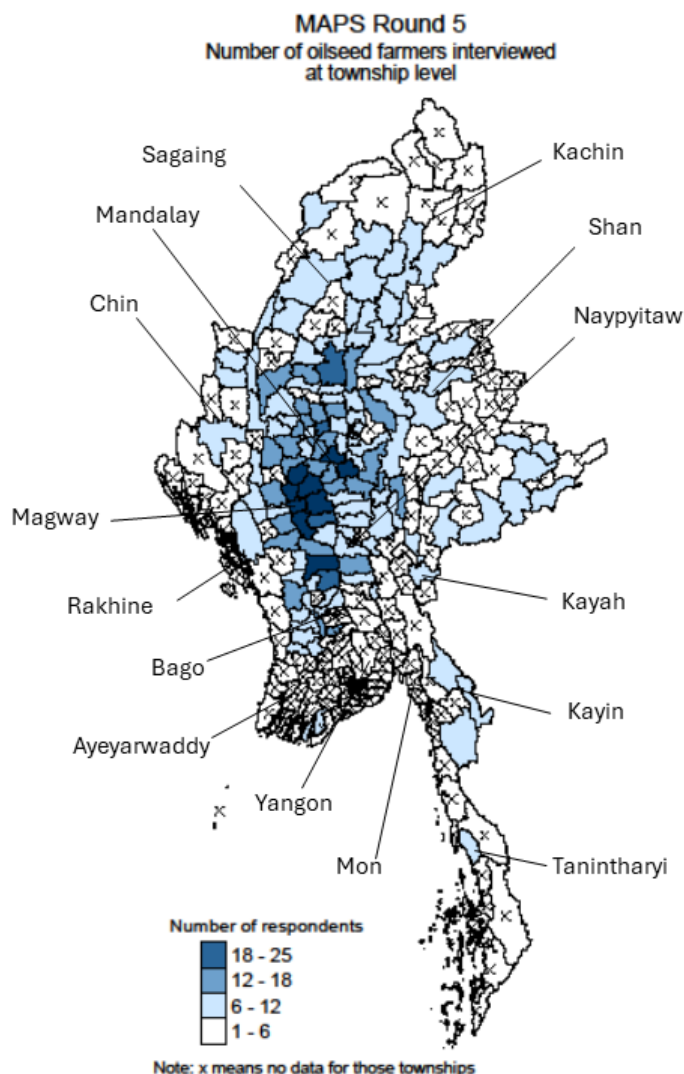 MAPS Round 5
Number of oilseed farmers interviewed
at township level
Sagaing
Kachin
Mandalay
Shan
Chin
Naypyitaw
Magway
Rakhine
Kayah
Bago
Kayin
Ayeyarwaddy
Yangon
Mon
Tanintharyi
Number of respondents
18 - 25
12 - 18
6 - 12
1 - 6
Note: x means no data for those townships